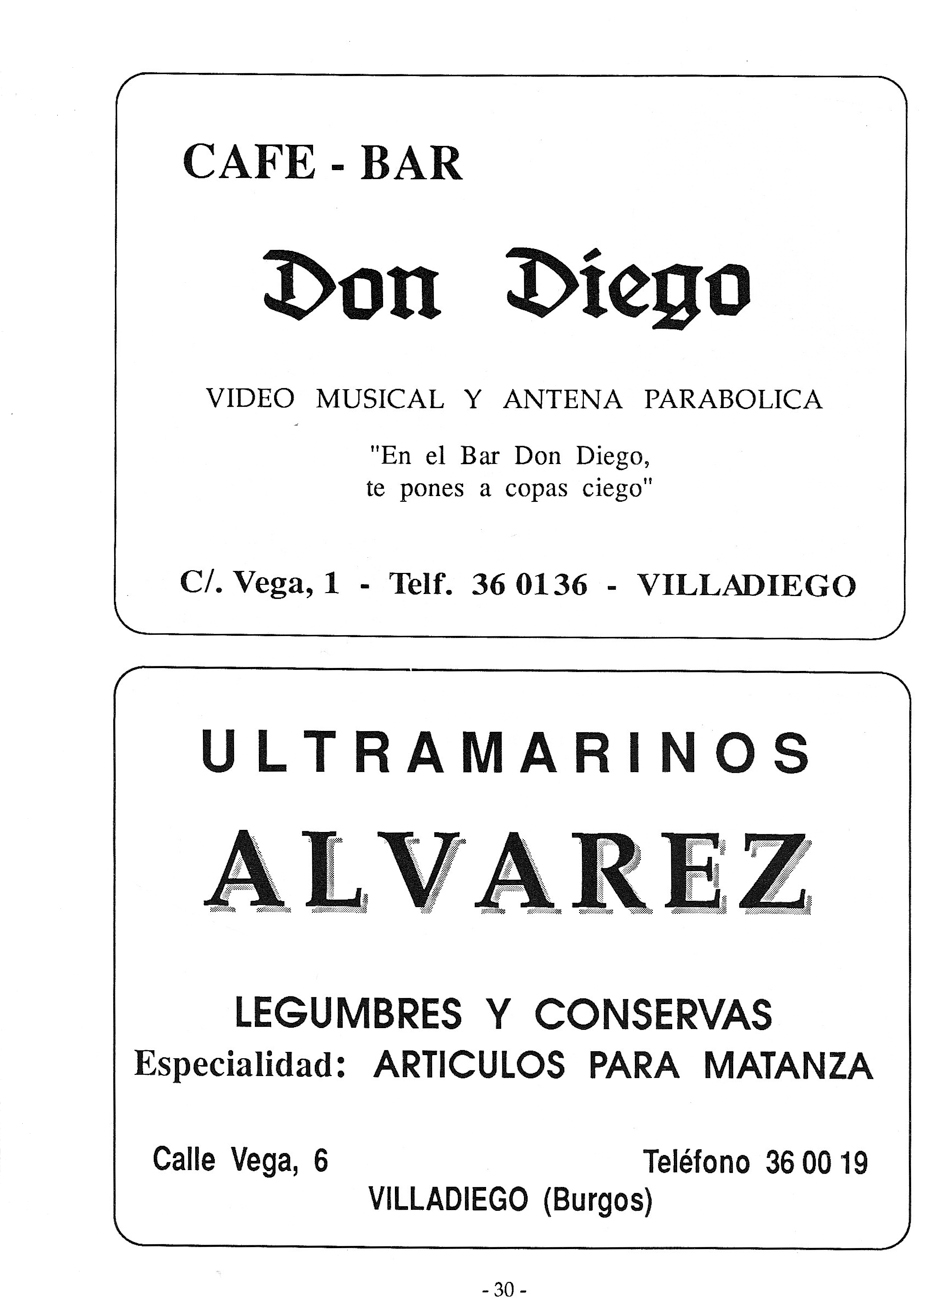 CAFE - BAR
Don Diego
VIDEO MUSICAL Y ANTENA PARABOLICA
"En el Bar Don Diego,
te pones a copas ciego"
C/. Vega, 1 - Telf. 36 01 36 - VILLADIEGO
ULTRAMARINOS
ALVAREZ
LEGUMBRES Y CONSERVAS
Especialidad: ARTICULOS PARA MATANZA
Calle Vega, 6 Teléfono 36 00 19
VILLADIEGO (Burgos)
- 30 -